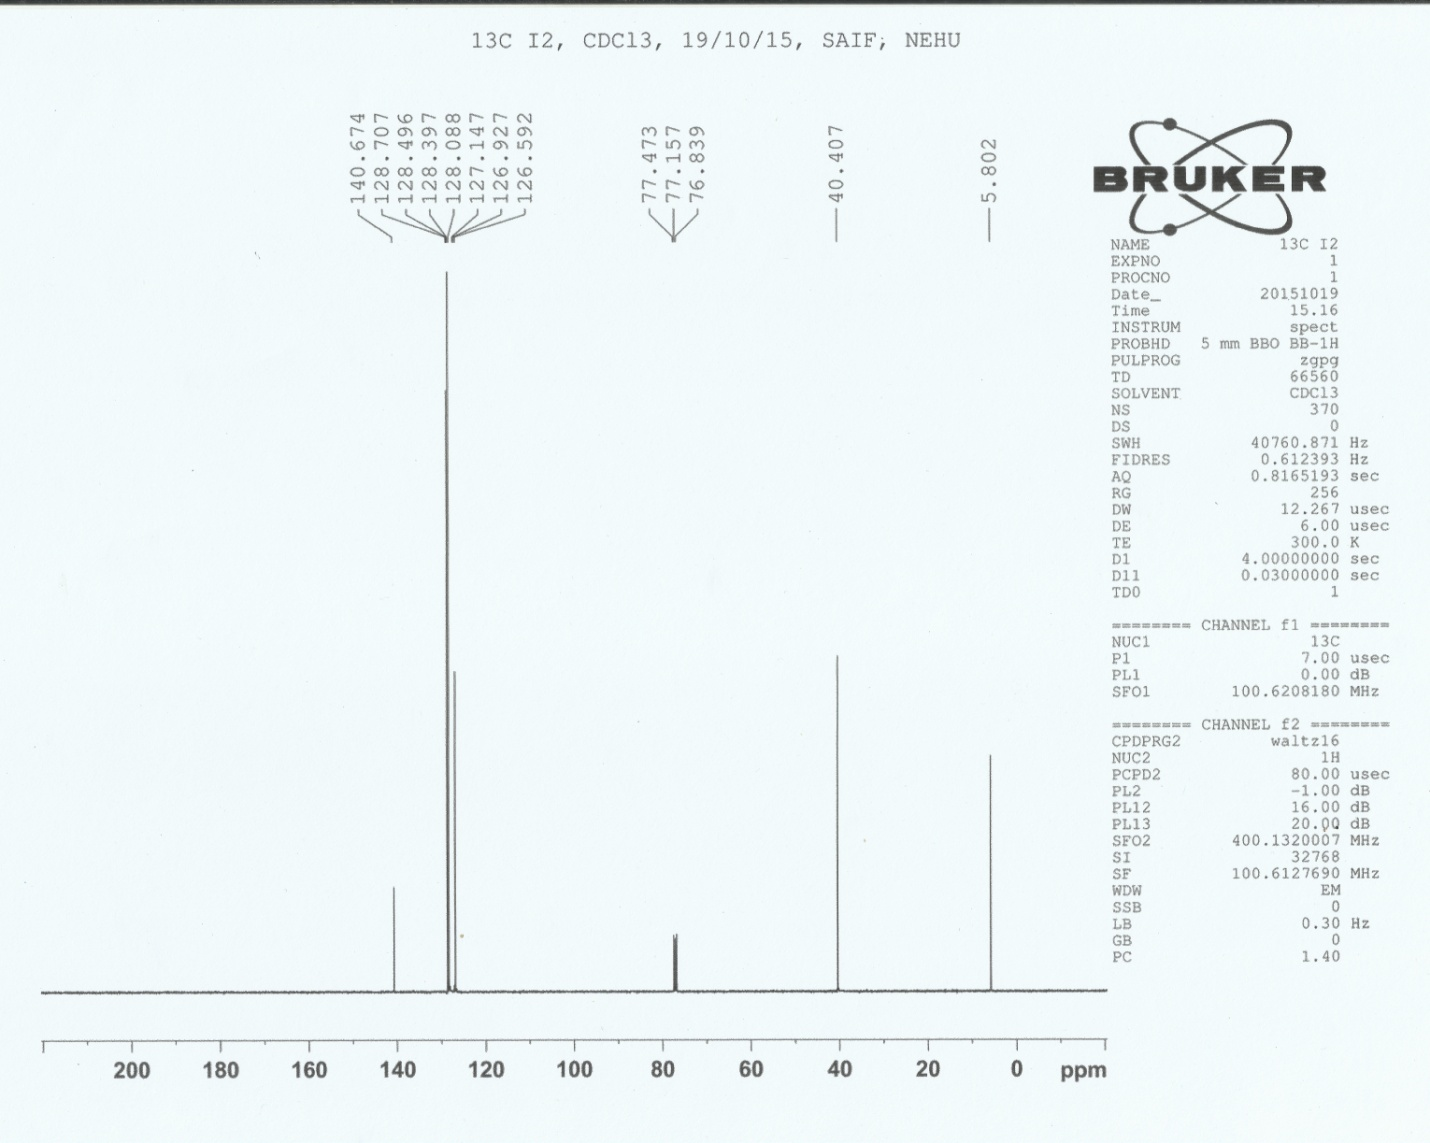 13C I2, CDCl3, 19/10/15, SAIF; NEHU
140.674
128.707
128.496
128.397
128.088
127.147
126.927
126.592
77.473
77.157
76.839
40.407
5.802
BRUKER
NAME 13C I2
EXPNO 1
PROCNO 1
Date_ 20151019
Time 15.16
INSTRUM spect
PROBHD 5 mm BBO BB-1H
PULPROG zgpg
TD 66560
SOLVENT CDCl3
NS 370
DS 0
SWH 40760.871 Hz
FIDRES 0.612393 Hz
AQ 0.8165193 sec
RG 256
DW 12.267 usec
DE 6.00 usec
TE 300.0 K
D1 4.00000000 sec
D11 0.03000000 sec
TD0 1
======== CHANNEL f1 ========
NUC1 13C
P1 7.00 usec
PL1 0.00 dB
SFO1 100.6208180 MHz
======== CHANNEL f2 ========
CPDPRG2 waltz16
NUC2 1H
PCPD2 80.00 usec
PL2 -1.00 dB
PL12 16.00 dB
PL13 20.00 dB
SFO2 400.1320007 MHz
SI 32768
SF 100.6127690 MHz
WDW EM
SSB 0
LB 0.30 Hz
GB 0
PC 1.40
200 180 160 140 120 100 80 60 40 20 0 ppm